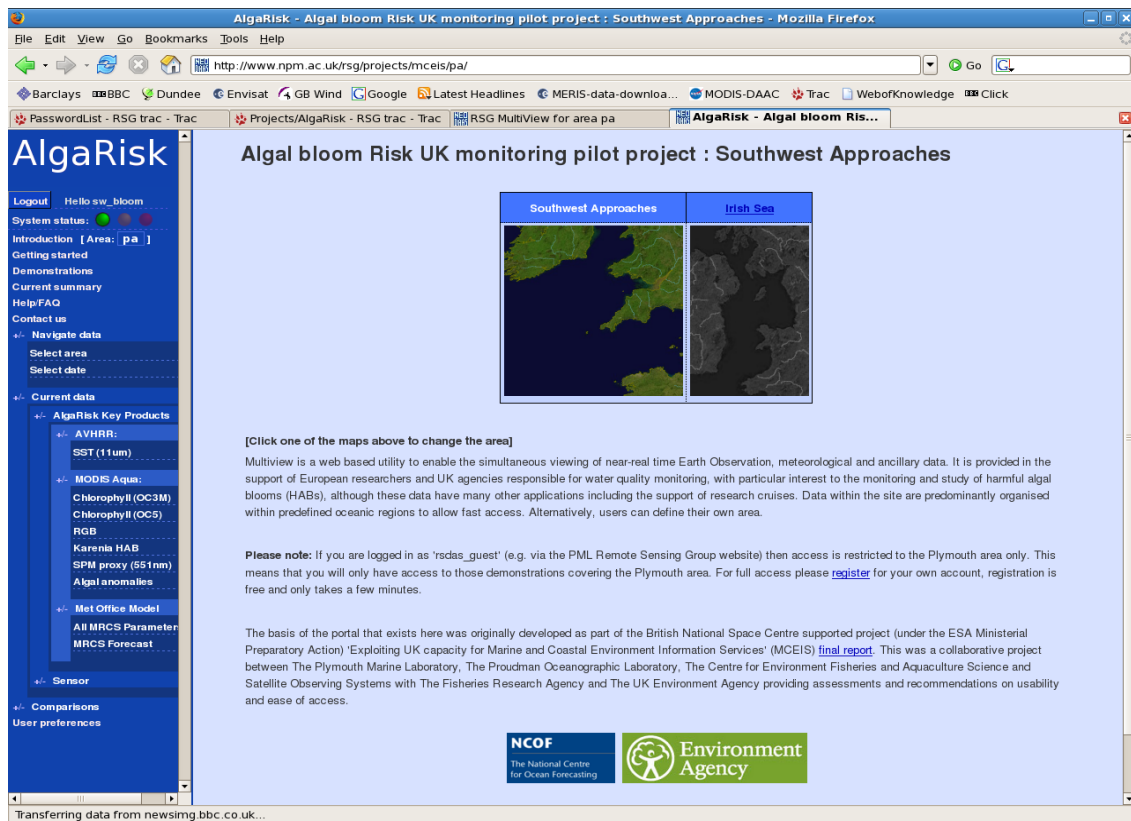 AlgaRisk - Algal bloom Risk UK monitoring pilot project : Southwest Approaches - Mozilla Firefox
File Edit View Go Bookmarks Tools Help
http://www.npm.ac.uk/rsg/projects/mceis/pa/
Go
Barclays BBC Dundee Envisat GB Wind Google Latest Headlines MERIS-data-downloa... MODIS-DAAC Trac WebofKnowledge Click
PasswordList - RSG trac - Trac
Projects/AlgaRisk - RSG trac - Trac
RSG MultiView for area pa
AlgaRisk - Algal bloom Ris...
AlgaRisk
Logout Hello sw_bloom
System status:
Introduction [ Area: pa ]
Getting started
Demonstrations
Current summary
Help/FAQ
Contact us
+/- Navigate data
Select area
Select date
+/- Current data
+/- AlgaRisk Key Products
+/- AVHRR:
SST (11um)
+/- MODIS Aqua:
Chlorophyll (OC3M)
Chlorophyll (OC5)
RGB
Karenia HAB
SPM proxy (551nm)
Algal anomalies
+/- Met Office Model
All MRCS Parameter
MRCS Forecast
+/- Sensor
+/- Comparisons
User preferences
Algal bloom Risk UK monitoring pilot project : Southwest Approaches
Southwest Approaches
Irish Sea
[Click one of the maps above to change the area]
Multiview is a web based utility to enable the simultaneous viewing of near-real time Earth Observation, meteorological and ancillary data. It is provided in the
support of European researchers and UK agencies responsible for water quality monitoring, with particular interest to the monitoring and study of harmful algal
blooms (HABs), although these data have many other applications including the support of research cruises. Data within the site are predominantly organised
within predefined oceanic regions to allow fast access. Alternatively, users can define their own area.
Please note: If you are logged in as 'rsdas_guest' (e.g. via the PML Remote Sensing Group website) then access is restricted to the Plymouth area only. This
means that you will only have access to those demonstrations covering the Plymouth area. For full access please register for your own account, registration is
free and only takes a few minutes.
The basis of the portal that exists here was originally developed as part of the British National Space Centre supported project (under the ESA Ministerial
Preparatory Action) 'Exploiting UK capacity for Marine and Coastal Environment Information Services' (MCEIS) final report. This was a collaborative project
between The Plymouth Marine Laboratory, The Proudman Oceanographic Laboratory, The Centre for Environment Fisheries and Aquaculture Science and
Satellite Observing Systems with The Fisheries Research Agency and The UK Environment Agency providing assessments and recommendations on usability
and ease of access.
NCOF
The National Centre
for Ocean Forecasting
Environment
Agency
Transferring data from newsimg.bbc.co.uk...